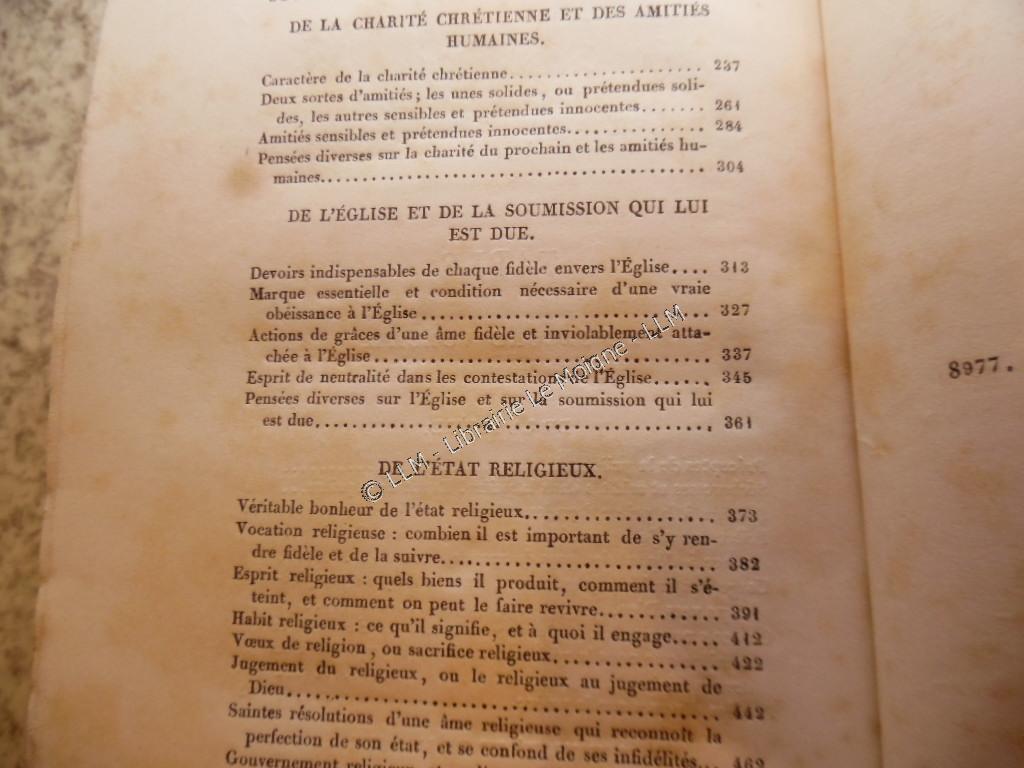 DE LA CHARITÉ CHRÉTIENNE ET DES AMITIÉS
HUMAINES.
Caractère de la charité chrétienne.................... 237
Deux sortes d'amitiés; les unes solides, ou prétendues soli-
des, les autres sensibles et prétendues innocentes....... 261
Amitiés sensibles et prétendues innocentes............... 284
Pensées diverses sur la charité du prochain et les amitiés hu-
maines.......................................... 304
DE L'ÉGLISE ET DE LA SOUMISSION QUI LUI
EST DUE.
Devoirs indispensables de chaque fidèle envers l'Église.... 313
Marque essentielle et condition nécessaire d'une vraie
obéissance à l'Église............................... 327
Actions de grâces d'une âme fidèle et inviolablement atta-
chée à l'Église.................................... 337
Esprit de neutralité dans les contestations de l'Église...... 345
Pensées diverses sur l'Église et sur la soumission qui lui
est due.......................................... 361
DE L'ÉTAT RELIGIEUX.
Véritable bonheur de l'état religieux................... 373
Vocation religieuse : combien il est important de s'y ren-
dre fidèle et de la suivre............................. 382
Esprit religieux : quels biens il produit, comment il s'é-
teint, et comment on peut le faire revivre............ 391
Habit religieux : ce qu'il signifie, et à quoi il engage..... 412
Vœux de religion, ou sacrifice religieux................ 422
Jugement du religieux, ou le religieux au jugement de
Dieu............................................ 442
Saintes résolutions d'une âme religieuse qui reconnoît la
perfection de son état, et se confond de ses infidélités... 462
Gouvernement religieux
8977.
© LLM - Librairie Le Moigne - LLM